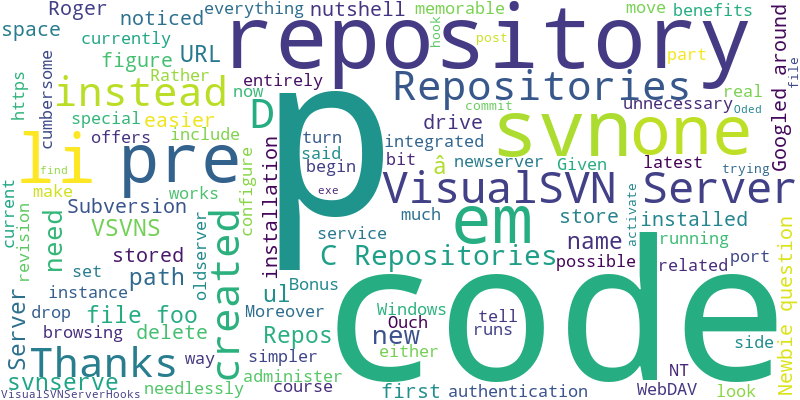 Roger noticed everything nutshell memorable move benefits
space currently URL hook post part
https cumbersome figure Rather repository Googled around file
instead entirely now Repositories real unnecessary Oded
special easier D p commit
offers include drive integrated svnone
li pre turn said begin bit newserver Given latest trying
make works exe â VisualSVN Server
Subversion configure installation much em store installed
current revision VSVNS need stored path created service name activate running
set oldserver ul C Repositories possible related port
instance Bonus
drop file foo Moreover Windows Ouch tell code side
Server browsing delete Repos new runs
find way simpler either NT
Thanks administer WebDAV look
svnserve needlessly course first authentication
VisualSVNServerHooks Newbie question